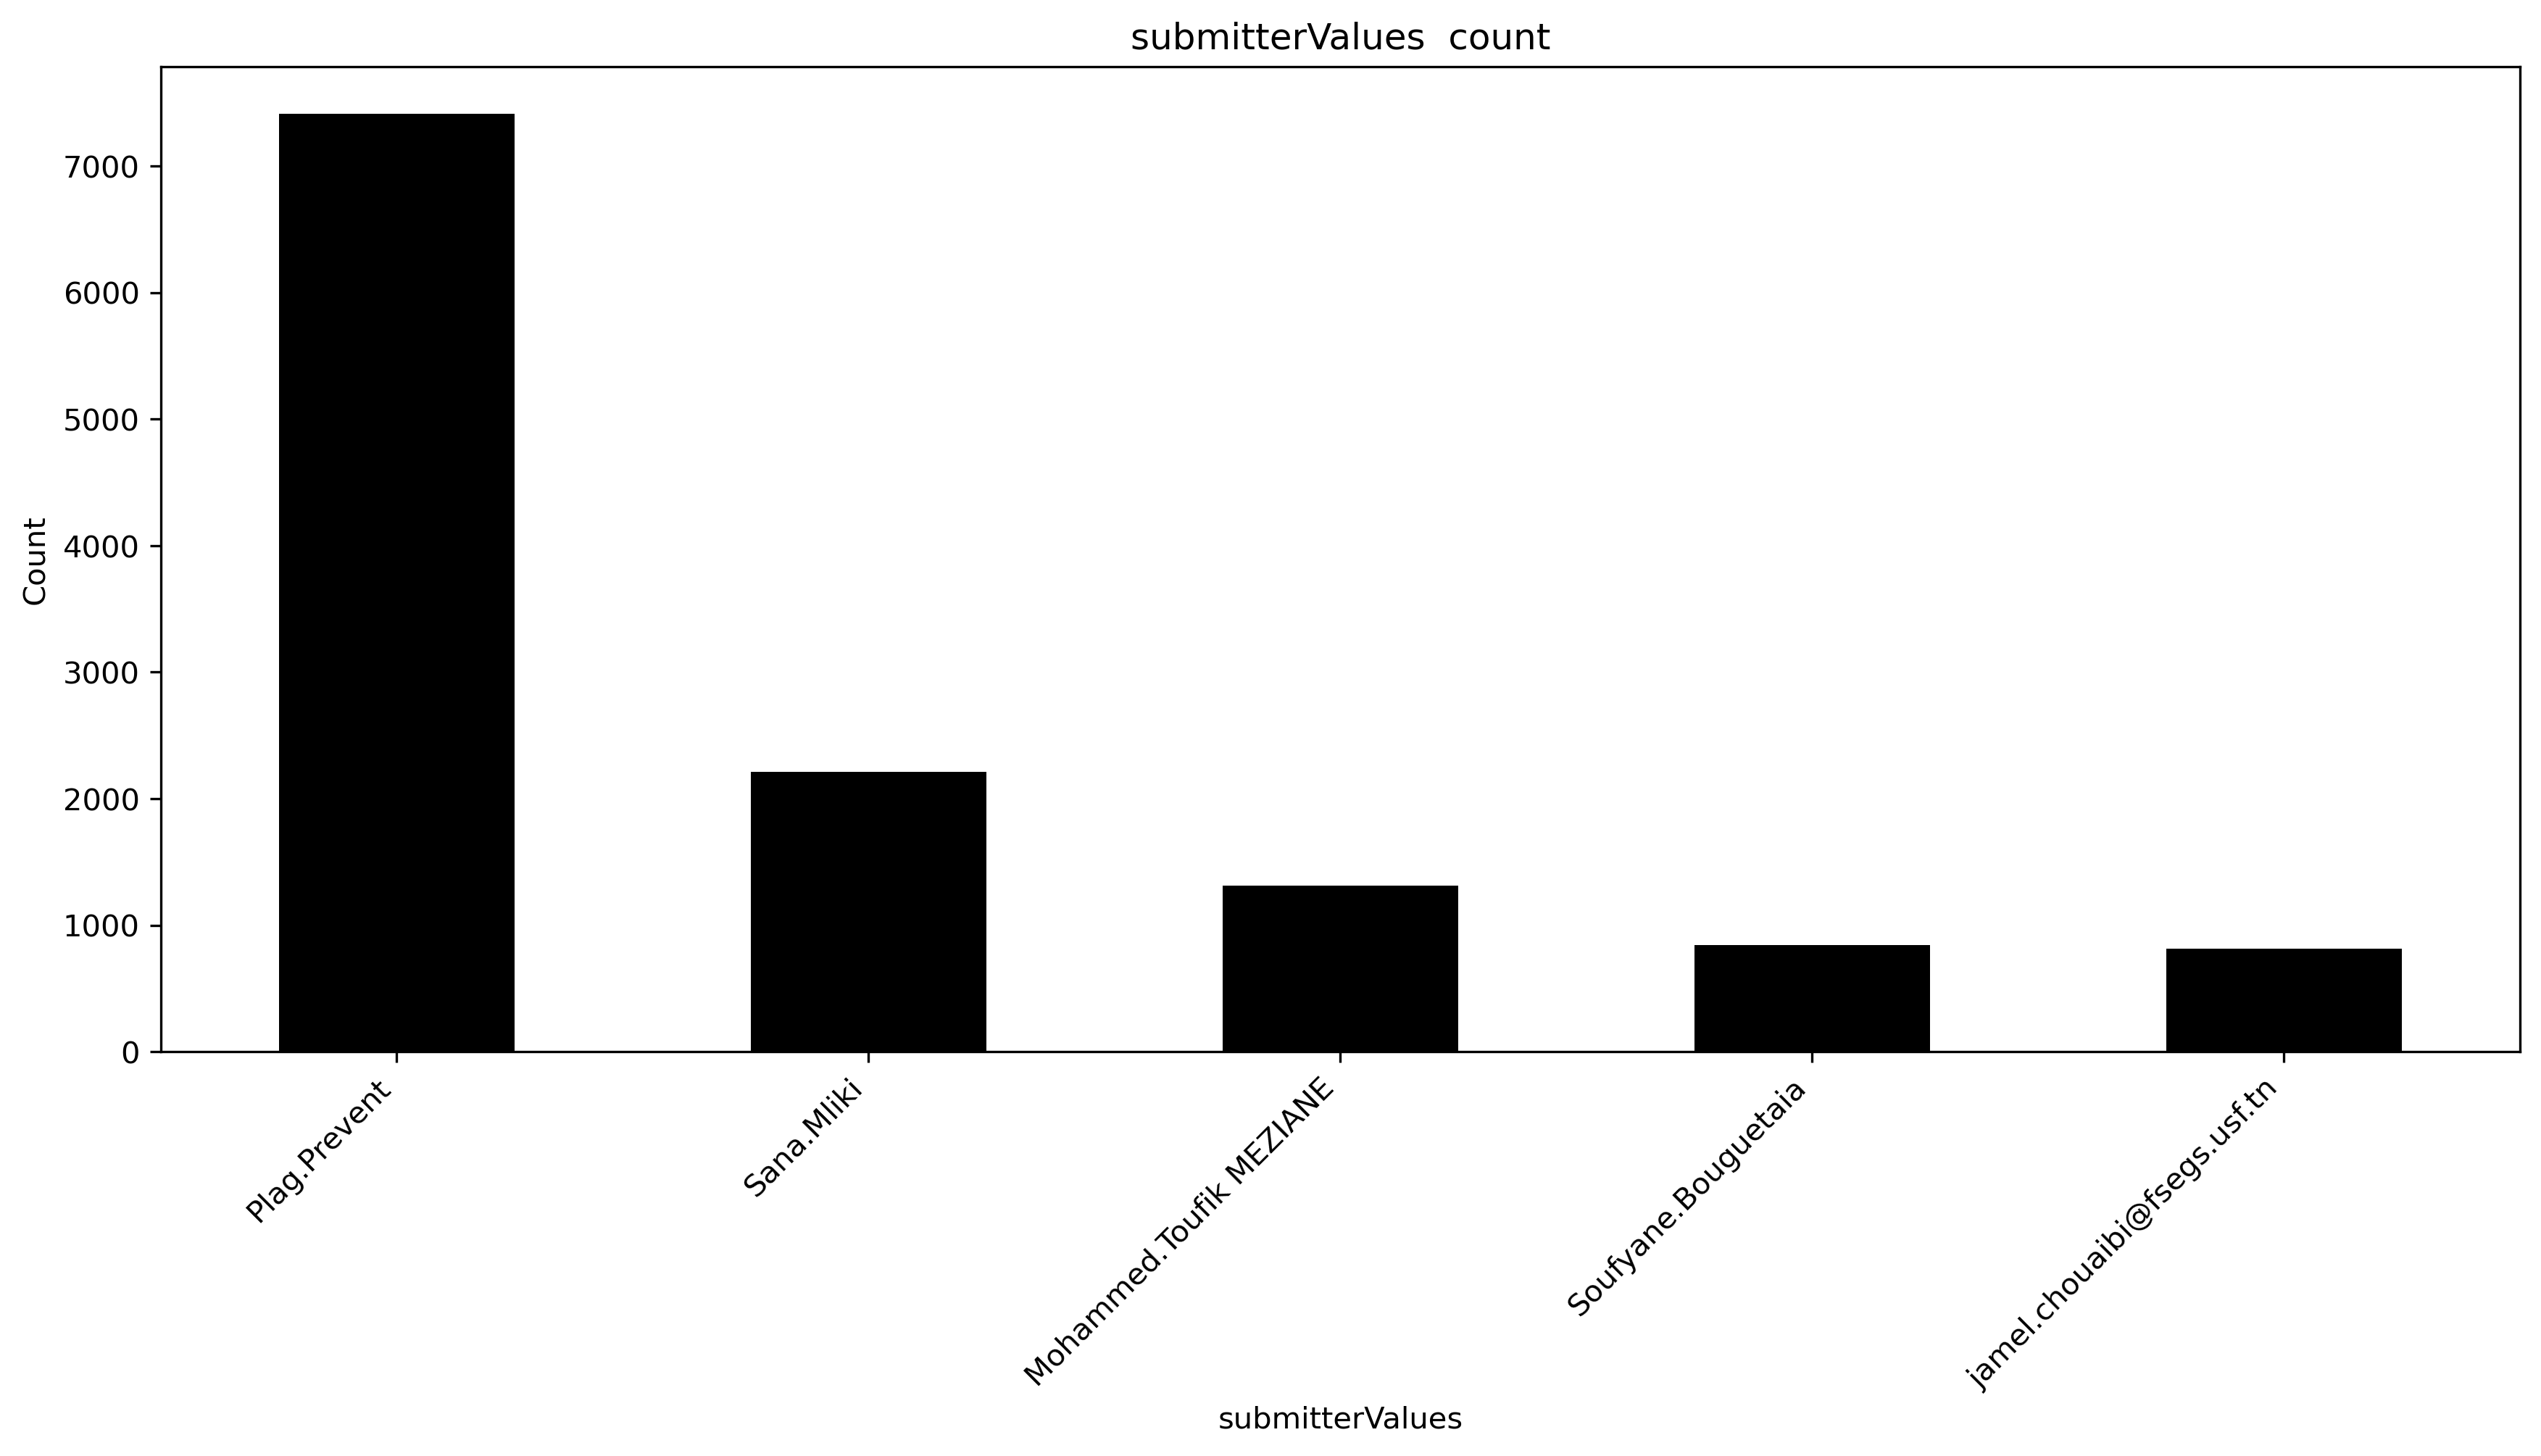 submitterValues  count
Count
7000
6000
5000
4000
3000
2000
1000
0
Plag.Prevent
Sana.Mliki
Mohammed.Toufik MEZIANE
Soufyane.Bouguetaia
jamel.chouaibi@fsegs.usf.tn
submitterValues